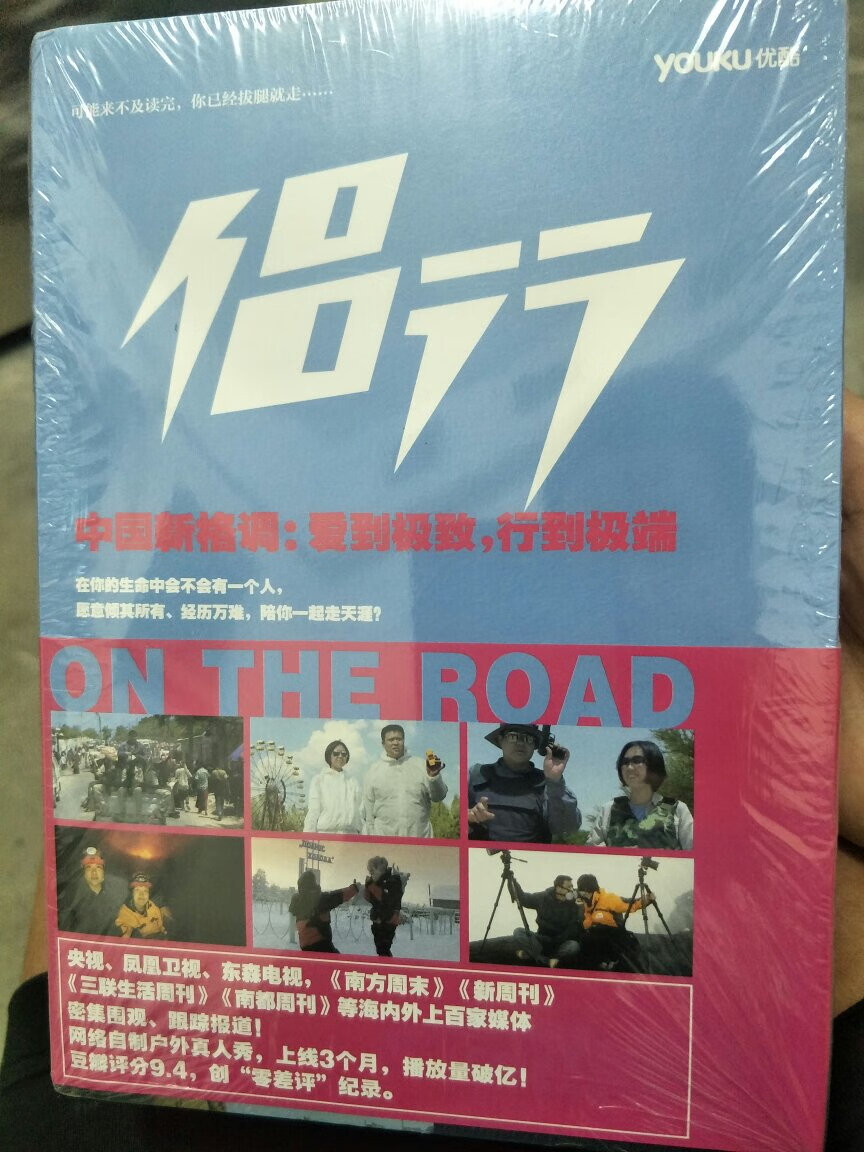 YOUKU优酷
可能来不及读完，你已经拔腿就走……
侣行
中国新格调：爱到极致，行到极端
在你的生命中会不会有一个人，
愿意倾其所有、经历万难，陪你一起走天涯？
ON THE ROAD
央视、凤凰卫视、东森电视，《南方周末》《新周刊》
《三联生活周刊》《南都周刊》等海内外上百家媒体
密集围观、跟踪报道！
网络自制户外真人秀，上线3个月，播放量破亿！
豆瓣评分9.4，创“零差评”纪录。